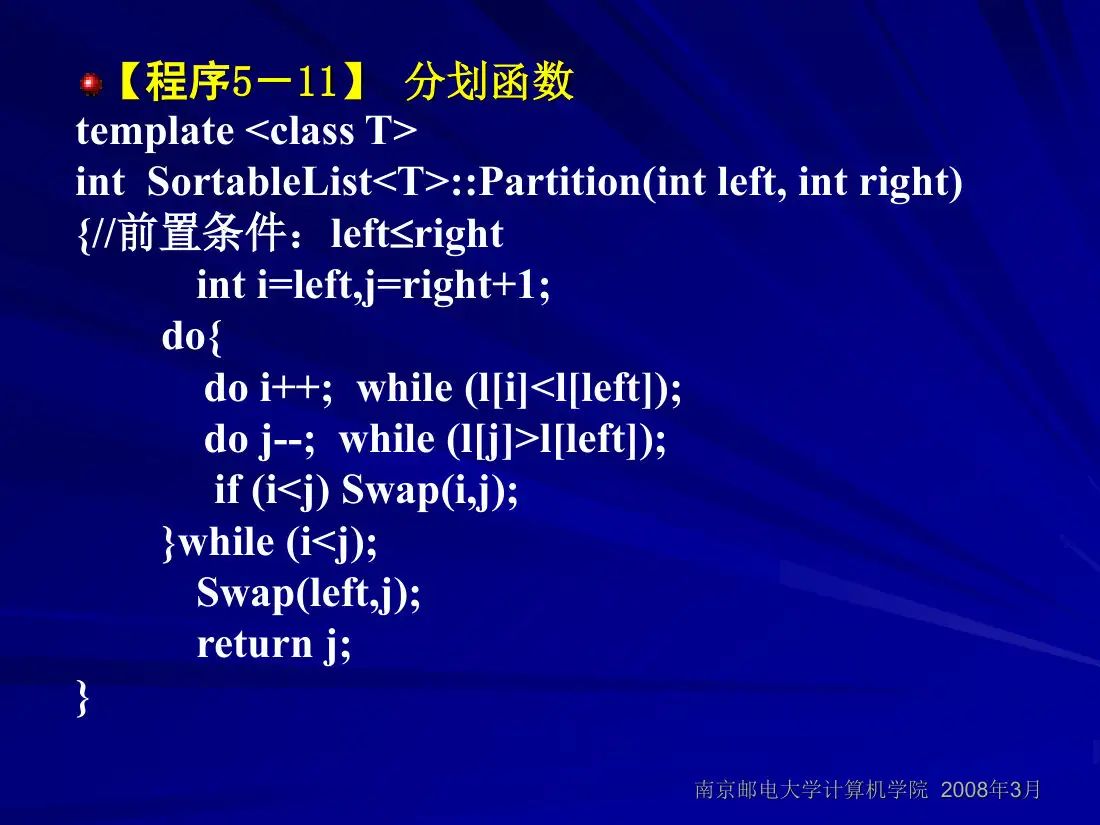 【程序5－11】 分划函数
template <class T>
int SortableList<T>::Partition(int left, int right)
{//前置条件：left≤right
int i=left,j=right+1;
do{
do i++; while (l[i]<l[left]);
do j--; while (l[j]>l[left]);
if (i<j) Swap(i,j);
}while (i<j);
Swap(left,j);
return j;
}
南京邮电大学计算机学院 2008年3月